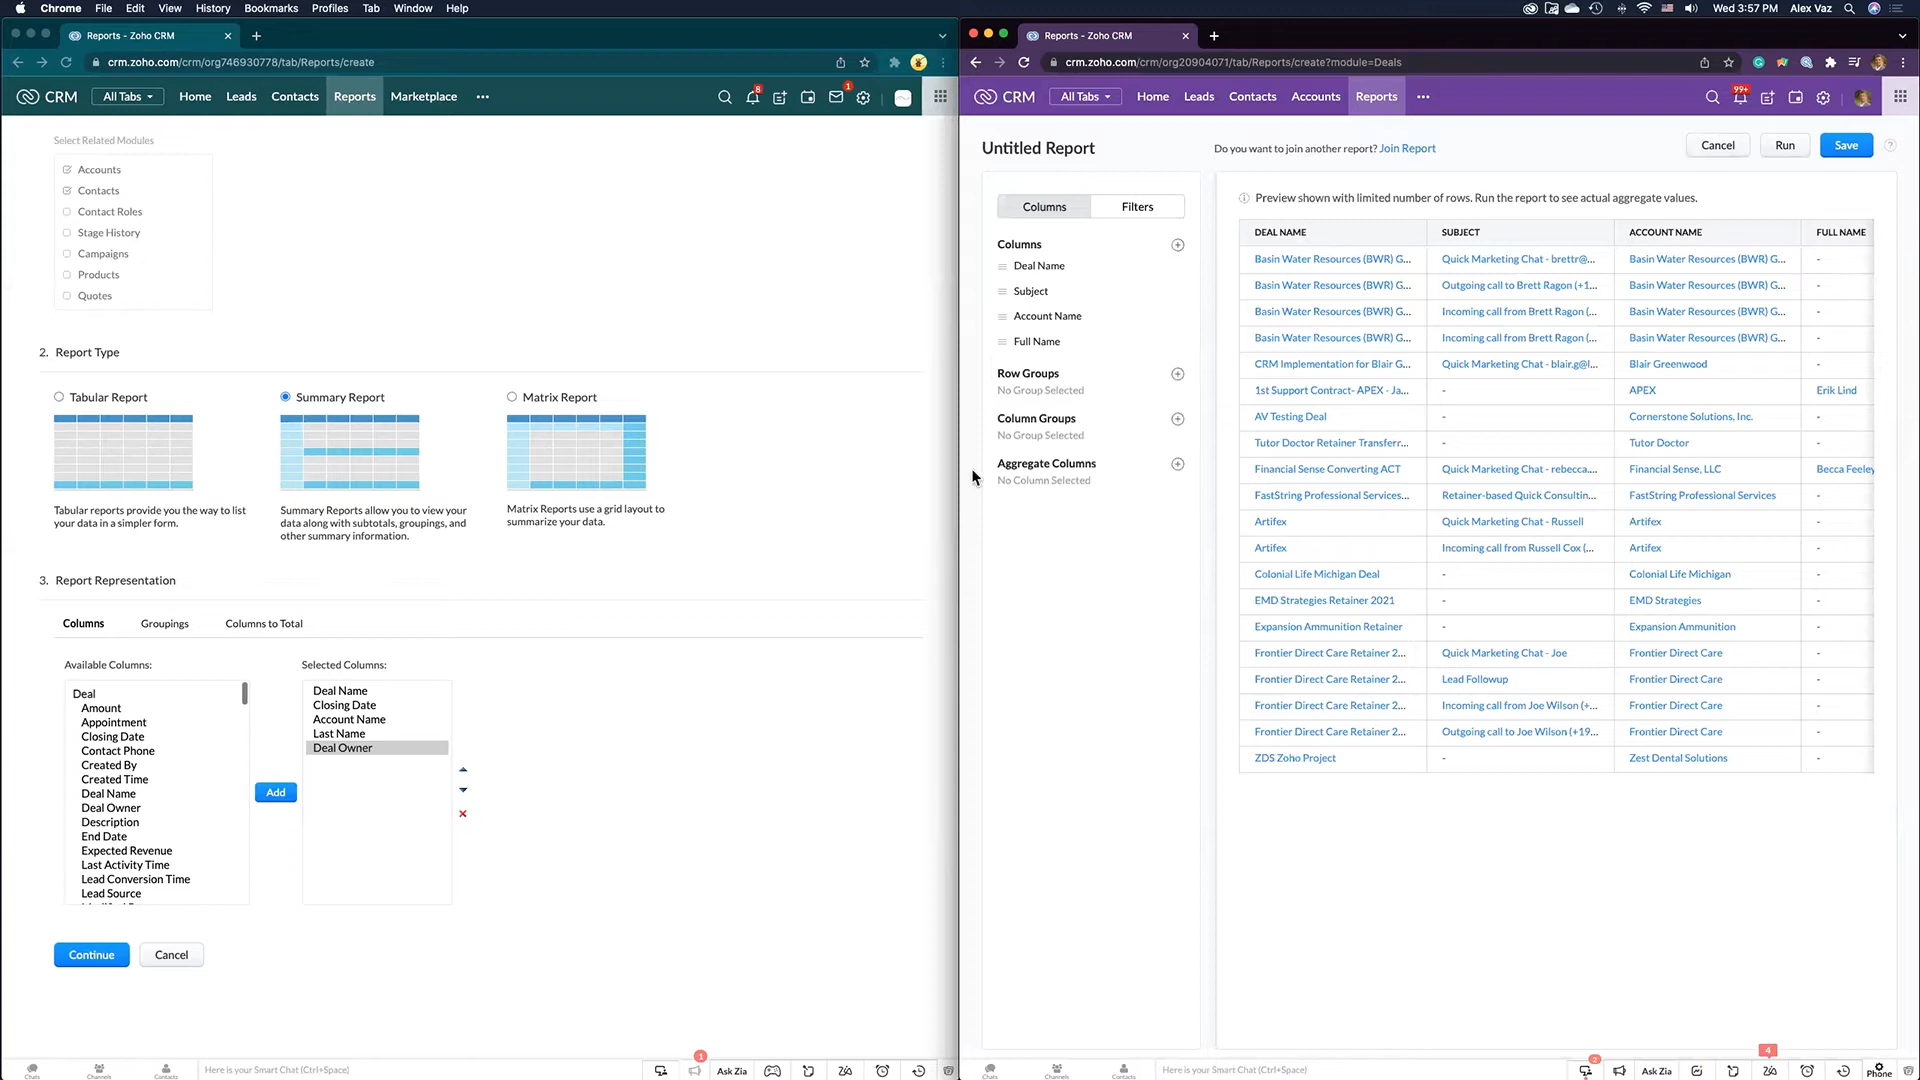 Chrome File Edit View History Bookmarks Profiles Tab Window Help
Wed 3:57 PM Alex Vaz
Reports - Zoho CRM
crm.zoho.com/crm/org746930778/tab/Reports/create
CRM All Tabs Home Leads Contacts Reports Marketplace
8
1
Select Related Modules
Accounts
Contacts
Contact Roles
Stage History
Campaigns
Products
Quotes
2. Report Type
Tabular Report
Summary Report
Matrix Report
Tabular reports provide you the way to list
your data in a simpler form.
Summary Reports allow you to view your
data along with subtotals, groupings, and
other summary information.
Matrix Reports use a grid layout to
summarize your data.
3. Report Representation
Columns Groupings Columns to Total
Available Columns:
Deal
Amount
Appointment
Closing Date
Contact Phone
Created By
Created Time
Deal Name
Deal Owner
Description
End Date
Expected Revenue
Last Activity Time
Lead Conversion Time
Lead Source
Add
Selected Columns:
Deal Name
Closing Date
Account Name
Last Name
Deal Owner
Continue Cancel
Chats Channels Contacts Here is your Smart Chat (Ctrl+Space)
1
Ask Zia
Reports - Zoho CRM
crm.zoho.com/crm/org20904071/tab/Reports/create?module=Deals
CRM All Tabs Home Leads Contacts Accounts Reports
99+
Untitled Report
Do you want to join another report? Join Report
Cancel Run Save
Columns Filters
Columns
Deal Name
Subject
Account Name
Full Name
Row Groups
No Group Selected
Column Groups
No Group Selected
Aggregate Columns
No Column Selected
Preview shown with limited number of rows. Run the report to see actual aggregate values.
DEAL NAME SUBJECT ACCOUNT NAME FULL NAME
Basin Water Resources (BWR) G... Quick Marketing Chat - brettr@... Basin Water Resources (BWR) G... -
Basin Water Resources (BWR) G... Outgoing call to Brett Ragon (+1... Basin Water Resources (BWR) G... -
Basin Water Resources (BWR) G... Incoming call from Brett Ragon (... Basin Water Resources (BWR) G... -
Basin Water Resources (BWR) G... Incoming call from Brett Ragon (... Basin Water Resources (BWR) G... -
CRM Implementation for Blair G... Quick Marketing Chat - blair.g@l... Blair Greenwood -
1st Support Contract- APEX - Ja... - APEX Erik Lind
AV Testing Deal - Cornerstone Solutions, Inc. -
Tutor Doctor Retainer Transferr... - Tutor Doctor -
Financial Sense Converting ACT Quick Marketing Chat - rebecca.... Financial Sense, LLC Becca Feeley
FastString Professional Services... Retainer-based Quick Consultin... FastString Professional Services -
Artifex Quick Marketing Chat - Russell Artifex -
Artifex Incoming call from Russell Cox (... Artifex -
Colonial Life Michigan Deal - Colonial Life Michigan -
EMD Strategies Retainer 2021 - EMD Strategies -
Expansion Ammunition Retainer - Expansion Ammunition -
Frontier Direct Care Retainer 2... Quick Marketing Chat - Joe Frontier Direct Care -
Frontier Direct Care Retainer 2... Lead Followup Frontier Direct Care -
Frontier Direct Care Retainer 2... Incoming call from Joe Wilson (+... Frontier Direct Care -
Frontier Direct Care Retainer 2... Outgoing call to Joe Wilson (+19... Frontier Direct Care -
ZDS Zoho Project - Zest Dental Solutions -
Chats Channels Contacts Here is your Smart Chat (Ctrl+Space)
Ask Zia
4
Phone